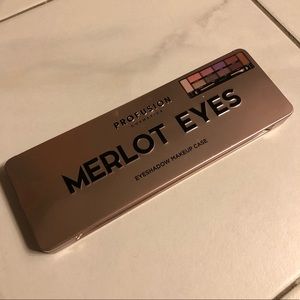 PROFUSION
COSMETICS
MERLOT EYES
EYESHADOW MAKEUP CASE